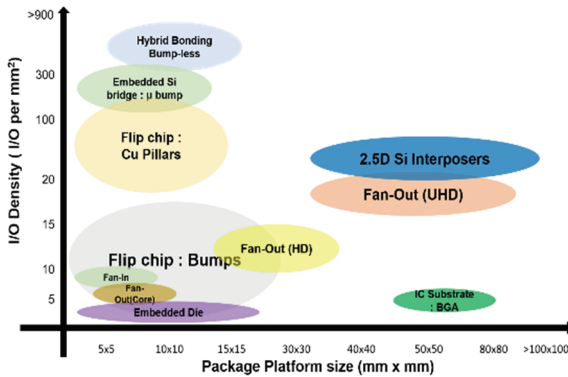 >900
300
100
20
15
10
5
I/O Density ( I/O per mm²)
Hybrid Bonding
Bump-less
Embedded Si
bridge : μ bump
Flip chip :
Cu Pillars
2.5D Si Interposers
Fan-Out (UHD)
Fan-Out (HD)
Flip chip : Bumps
Fan-In
Fan-
Out(Core)
Embedded Die
IC Substrate
: BGA
5x5
10x10
15x15
30x30
40x40
50x50
80x80
>100x100
Package Platform size (mm x mm)